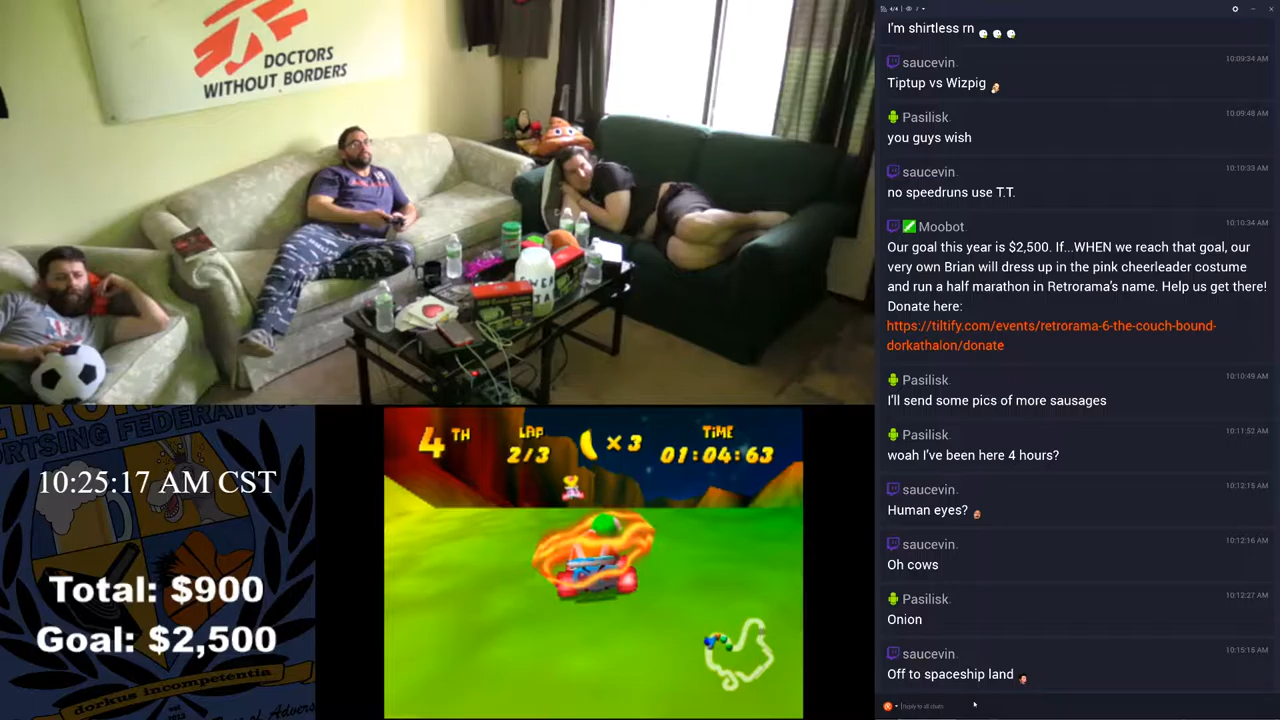 DOCTORS
WITHOUT BORDERS
10:25:17 AM CST
Total: $900
Goal: $2,500
dorkus incompetentia
4TH
LAP
2/3
× 3
TIME
01:04:63
4/4
I'm shirtless rn
saucevin.
10:09:34 AM
Tiptup vs Wizpig
Pasilisk.
10:09:48 AM
you guys wish
saucevin.
10:10:33 AM
no speedruns use T.T.
Moobot.
10:10:34 AM
Our goal this year is $2,500. If...WHEN we reach that goal, our
very own Brian will dress up in the pink cheerleader costume
and run a half marathon in Retrorama's name. Help us get there!
Donate here:
https://tiltify.com/events/retrorama-6-the-couch-bound-
dorkathalon/donate
Pasilisk.
10:10:49 AM
I'll send some pics of more sausages
Pasilisk.
10:11:52 AM
woah I've been here 4 hours?
saucevin.
10:12:15 AM
Human eyes?
saucevin.
10:12:16 AM
Oh cows
Pasilisk.
10:12:27 AM
Onion
saucevin.
10:15:15 AM
Off to spaceship land
Reply to all chats